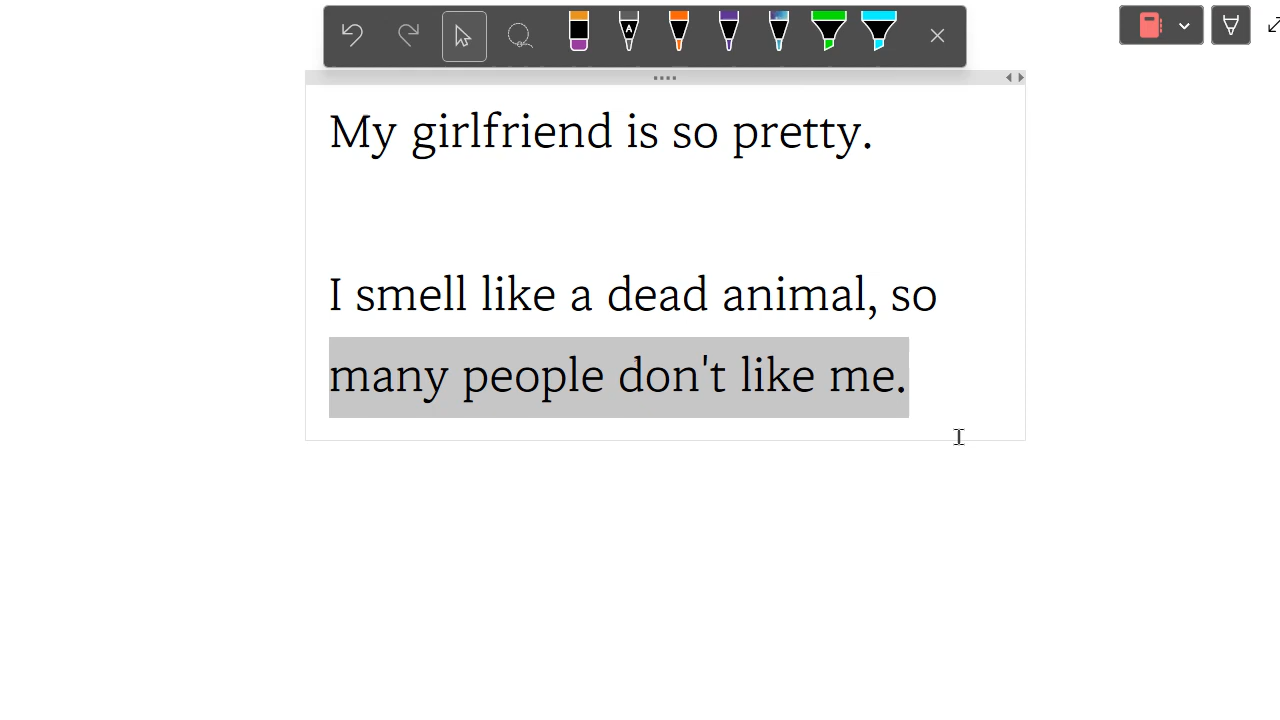 My girlfriend is so pretty.
I smell like a dead animal, so
many people don't like me.